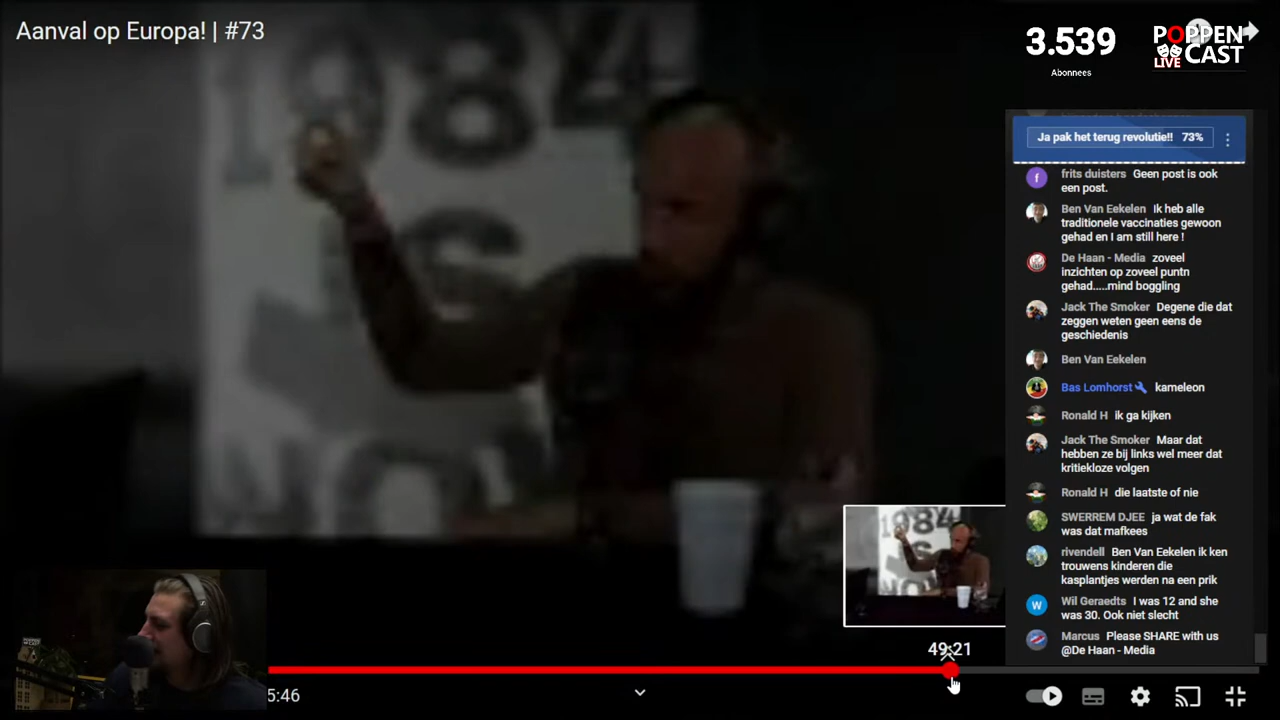 Aanval op Europa! | #73
3.539
Abonnees
POPPEN
LIVE CAST
Ja pak het terug revolutie!! 73%
frits duisters Geen post is ook
een post.
Ben Van Eekelen Ik heb alle
traditionele vaccinaties gewoon
gehad en I am still here !
De Haan - Media zoveel
inzichten op zoveel puntn
gehad.....mind boggling
Jack The Smoker Degene die dat
zeggen weten geen eens de
geschiedenis
Ben Van Eekelen
Bas Lomhorst kameleon
Ronald H ik ga kijken
Jack The Smoker Maar dat
hebben ze bij links wel meer dat
kritiekloze volgen
Ronald H die laatste of nie
SWERREM DJEE ja wat de fak
was dat mafkees
rivendell Ben Van Eekelen ik ken
trouwens kinderen die
kasplantjes werden na een prik
Wil Geraedts I was 12 and she
was 30. Ook niet slecht
Marcus Please SHARE with us
@De Haan - Media
1984
IS
NOW
49:21
5:46